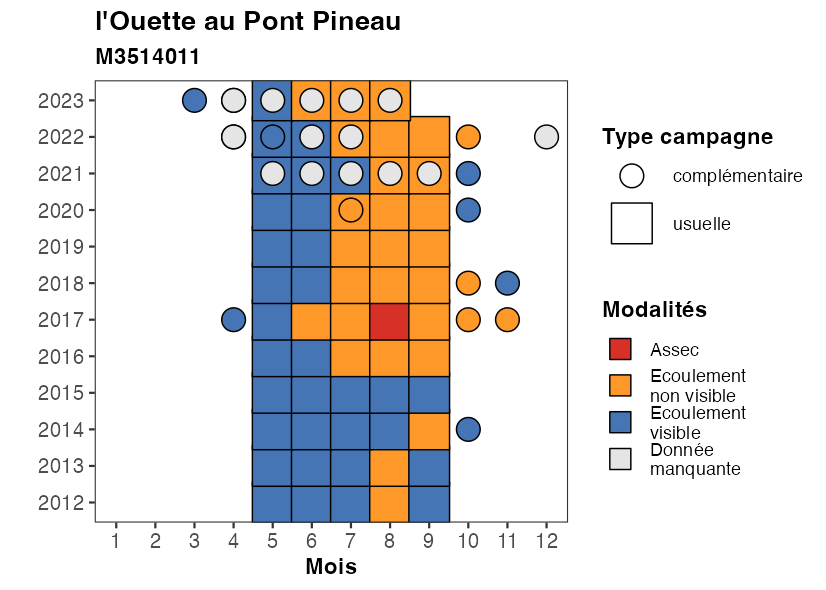 l'Ouette au Pont Pineau
M3514011
2023
2022
2021
2020
2019
2018
2017
2016
2015
2014
2013
2012
1 2 3 4 5 6 7 8 9 10 11 12
Mois
Type campagne
complémentaire
usuelle
Modalités
Assec
Ecoulement
non visible
Ecoulement
visible
Donnée
manquante